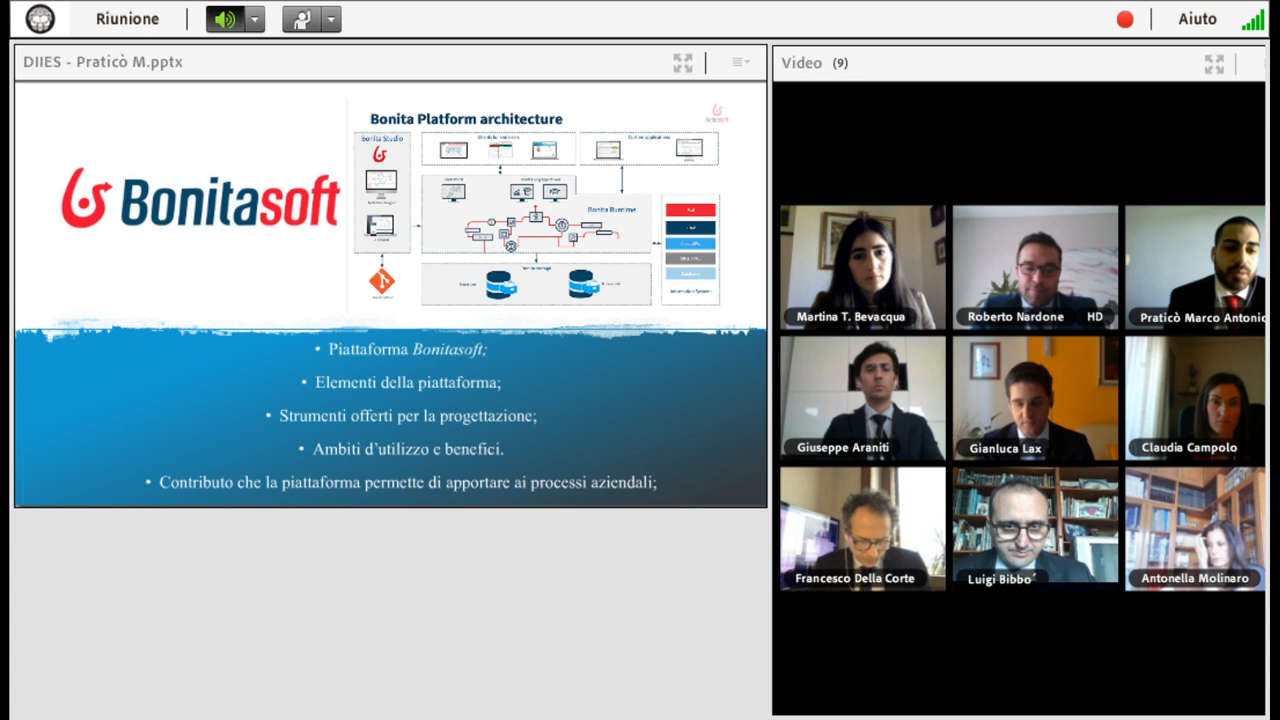 Riunione
Aiuto
DIIES - Praticò M.pptx
Video (9)
Bonitasoft
Bonita Platform architecture
Bonita Studio
Bonita Runtime
Information Systems
• Piattaforma Bonitasoft;
• Elementi della piattaforma;
• Strumenti offerti per la progettazione;
• Ambiti d’utilizzo e benefici.
• Contributo che la piattaforma permette di apportare ai processi aziendali;
Martina T. Bevacqua
Roberto Nardone HD
Praticò Marco Antonio
Giuseppe Araniti
Gianluca Lax
Claudia Campolo
Francesco Della Corte
Luigi Bibbo´
Antonella Molinaro